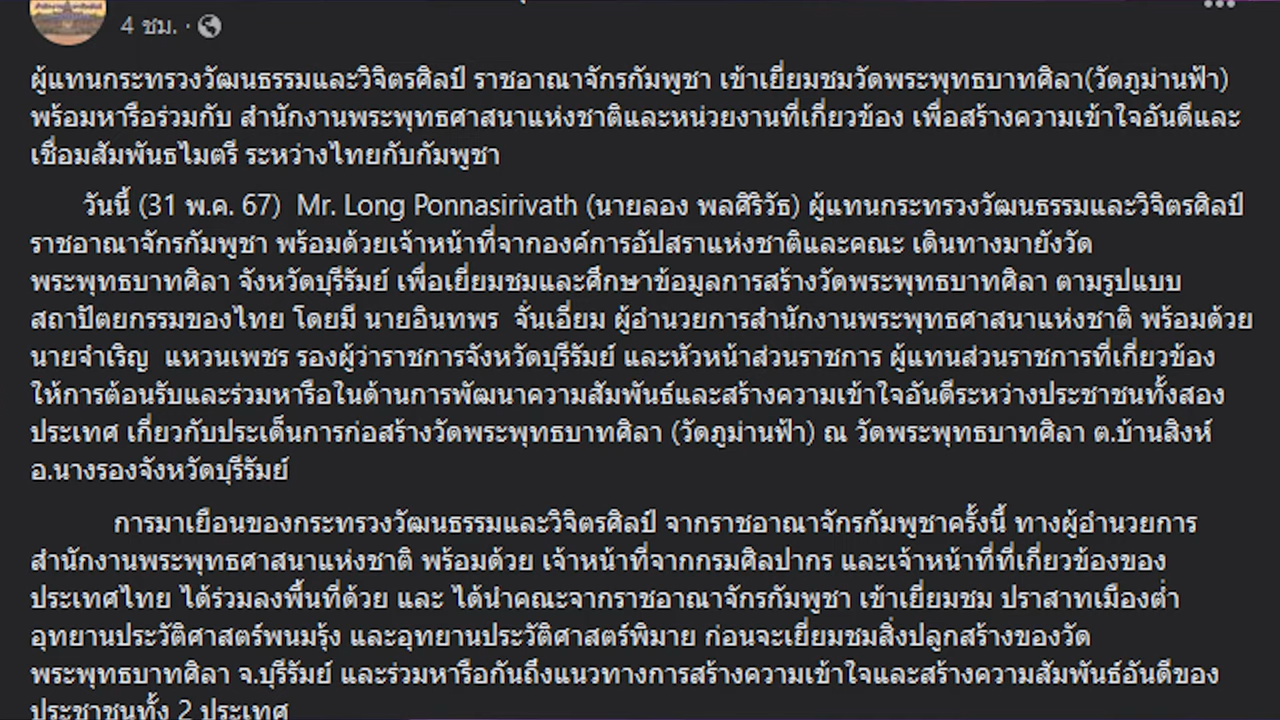 4 ชม. ·
ผู้แทนกระทรวงวัฒนธรรมและวิจิตรศิลป์ ราชอาณาจักรกัมพูชา เข้าเยี่ยมชมวัดพระพุทธบาทศิลา(วัดภูม่านฟ้า)
พร้อมหารือร่วมกับ สำนักงานพระพุทธศาสนาแห่งชาติและหน่วยงานที่เกี่ยวข้อง เพื่อสร้างความเข้าใจอันดีและ
เชื่อมสัมพันธไมตรี ระหว่างไทยกับกัมพูชา
วันนี้ (31 พ.ค. 67) Mr. Long Ponnasirivath (นายลอง พลศิริวัธ) ผู้แทนกระทรวงวัฒนธรรมและวิจิตรศิลป์
ราชอาณาจักรกัมพูชา พร้อมด้วยเจ้าหน้าที่จากองค์การอัปสราแห่งชาติและคณะ เดินทางมายังวัด
พระพุทธบาทศิลา จังหวัดบุรีรัมย์ เพื่อเยี่ยมชมและศึกษาข้อมูลการสร้างวัดพระพุทธบาทศิลา ตามรูปแบบ
สถาปัตยกรรมของไทย โดยมี นายอินทพร จั่นเอี่ยม ผู้อำนวยการสำนักงานพระพุทธศาสนาแห่งชาติ พร้อมด้วย
นายจำเริญ แหวนเพชร รองผู้ว่าราชการจังหวัดบุรีรัมย์ และหัวหน้าส่วนราชการ ผู้แทนส่วนราชการที่เกี่ยวข้อง
ให้การต้อนรับและร่วมหารือในด้านการพัฒนาความสัมพันธ์และสร้างความเข้าใจอันดีระหว่างประชาชนทั้งสอง
ประเทศ เกี่ยวกับประเด็นการก่อสร้างวัดพระพุทธบาทศิลา (วัดภูม่านฟ้า) ณ วัดพระพุทธบาทศิลา ต.บ้านสิงห์
อ.นางรองจังหวัดบุรีรัมย์
การมาเยือนของกระทรวงวัฒนธรรมและวิจิตรศิลป์ จากราชอาณาจักรกัมพูชาครั้งนี้ ทางผู้อำนวยการ
สำนักงานพระพุทธศาสนาแห่งชาติ พร้อมด้วย เจ้าหน้าที่จากกรมศิลปากร และเจ้าหน้าที่ที่เกี่ยวข้องของ
ประเทศไทย ได้ร่วมลงพื้นที่ด้วย และ ได้นำคณะจากราชอาณาจักรกัมพูชา เข้าเยี่ยมชม ปราสาทเมืองต่ำ
อุทยานประวัติศาสตร์พนมรุ้ง และอุทยานประวัติศาสตร์พิมาย ก่อนจะเยี่ยมชมสิ่งปลูกสร้างของวัด
พระพุทธบาทศิลา จ.บุรีรัมย์ และร่วมหารือกันถึงแนวทางการสร้างความเข้าใจและสร้างความสัมพันธ์อันดีของ
ประชาชนทั้ง 2 ประเทศ